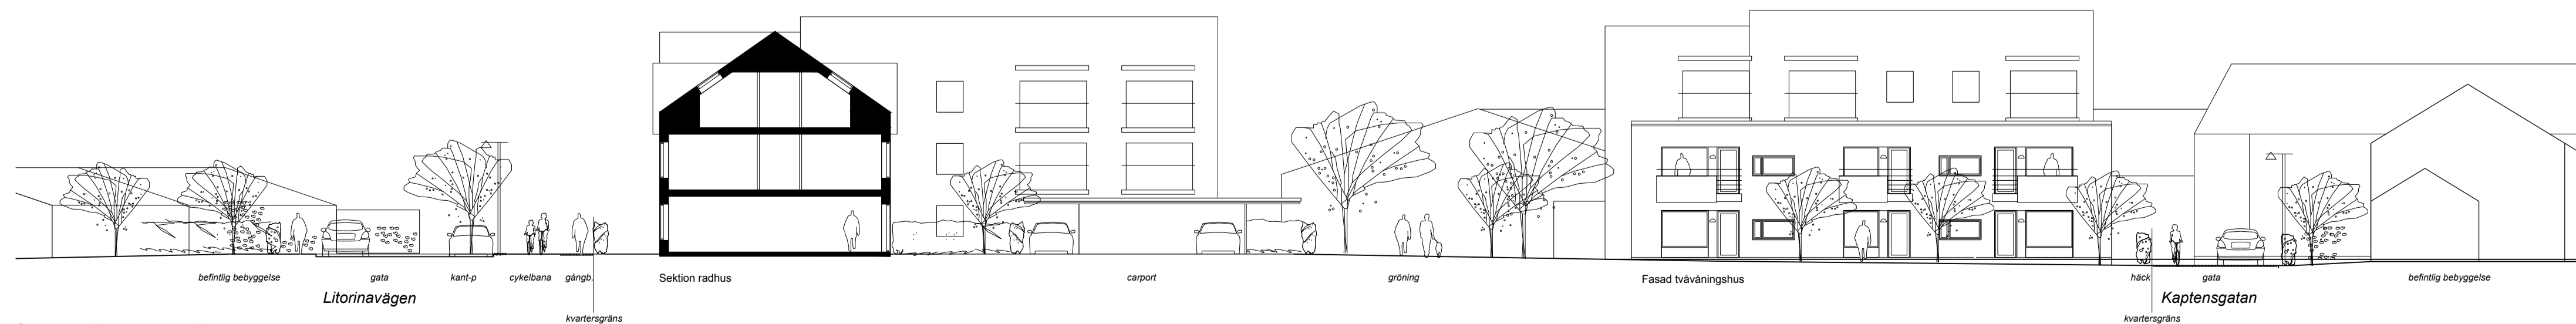 befintlig bebyggelse
gata
kant-p
cykelbana
gångb.
Sektion radhus
carport
gröning
Fasad tvåvåningshus
häck
gata
befintlig bebyggelse
Litorinavägen
Kaptensgatan
kvartersgräns
kvartersgräns